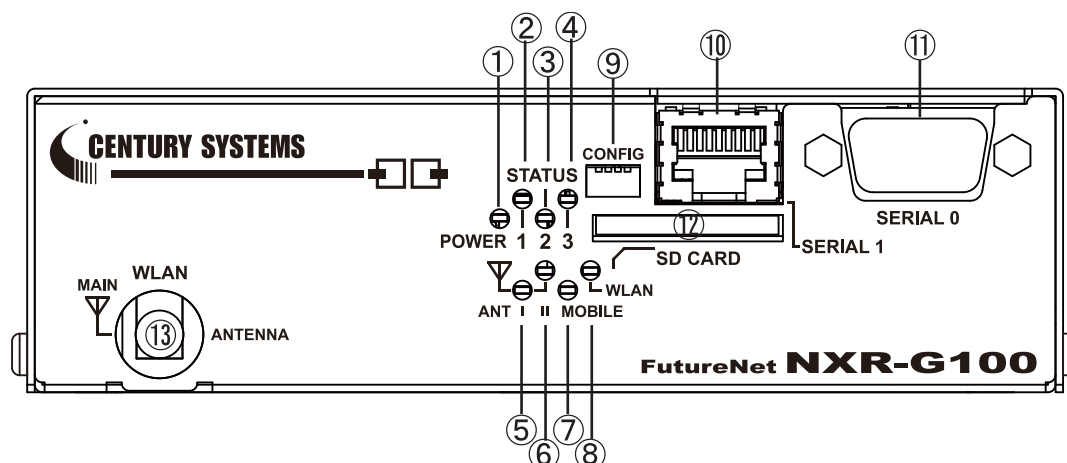 ② ④
① ③ ⑨ ⑩ ⑪
CENTURY SYSTEMS
CONFIG
STATUS
SERIAL 0
POWER 1 2 3
⑫
SERIAL 1
SD CARD
WLAN
MAIN
WLAN
ANT I II MOBILE
⑬
ANTENNA
FutureNet NXR-G100
⑤ ⑦
⑥ ⑧